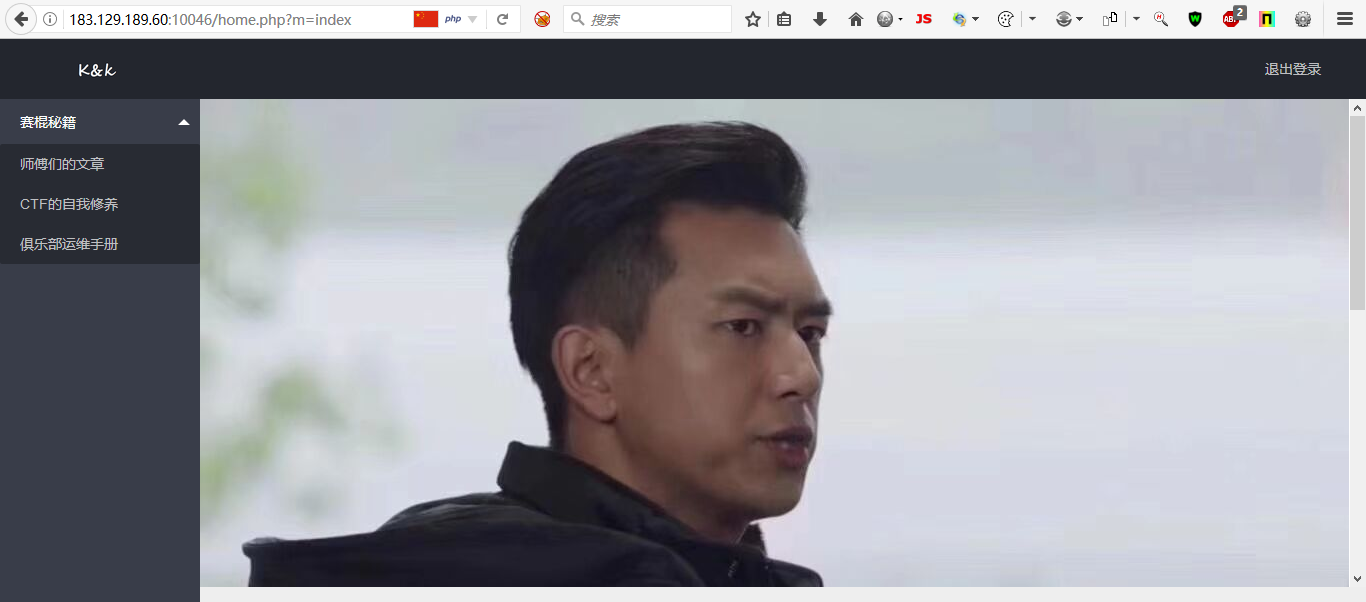 183.129.189.60:10046/home.php?m=index
php
搜索
JS
ABP
2
K&k
退出登录
赛棍秘籍
师傅们的文章
CTF的自我修养
俱乐部运维手册